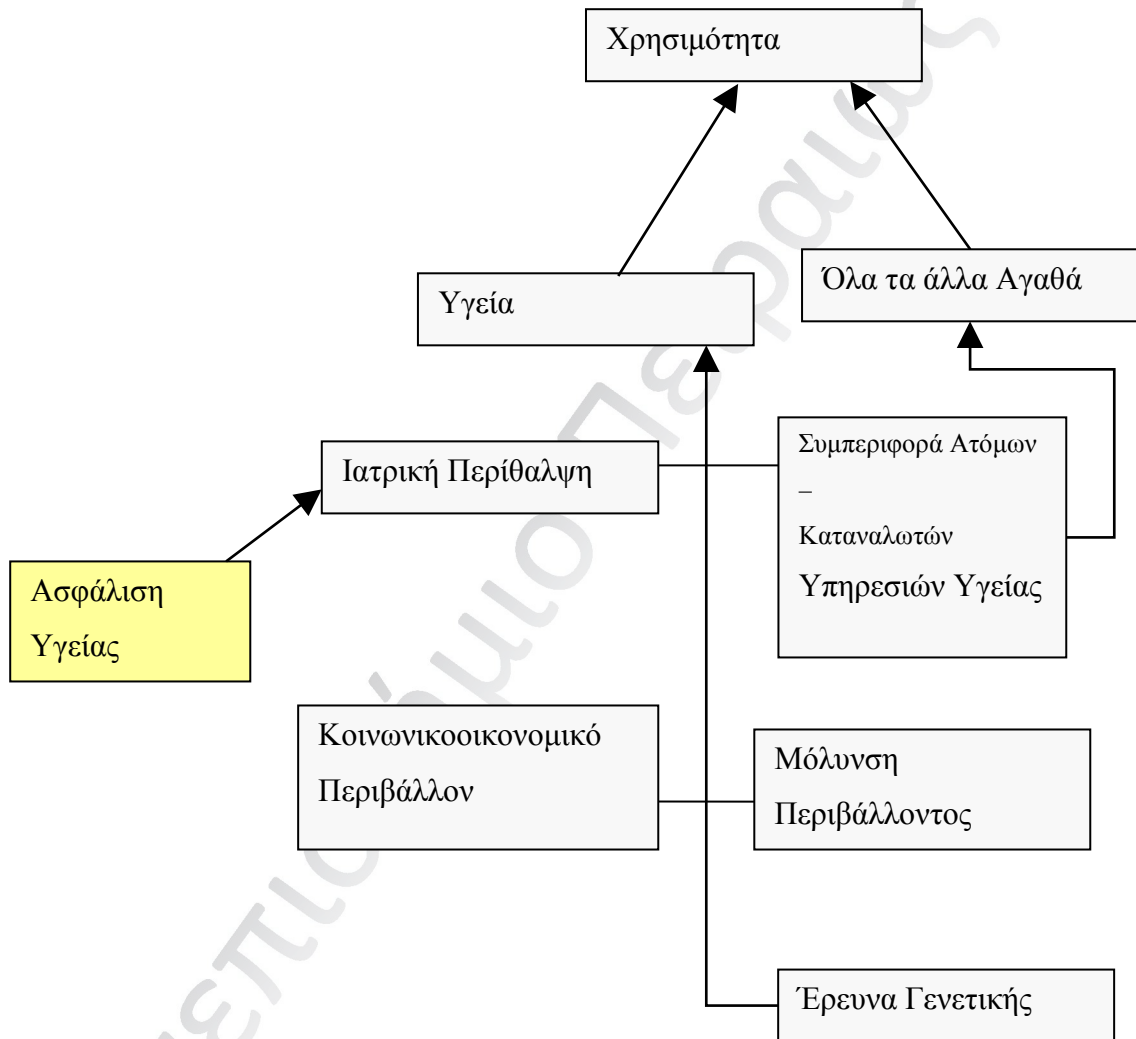 Χρησιμότητα
Υγεία
Όλα τα άλλα Αγαθά
Ιατρική Περίθαλψη
Συμπεριφορά Ατόμων
–
Καταναλωτών
Υπηρεσιών Υγείας
Ασφάλιση
Υγείας
Κοινωνικοοικονομικό
Περιβάλλον
Μόλυνση
Περιβάλλοντος
Έρευνα Γενετικής